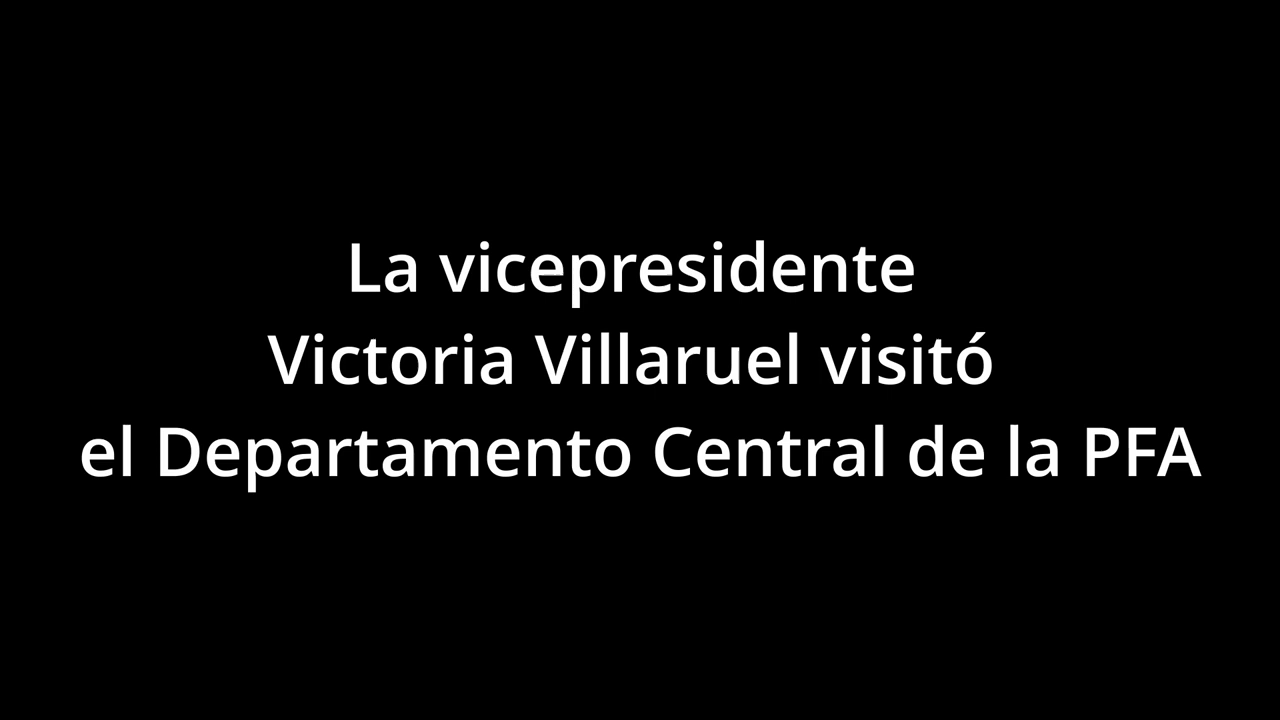 La vicepresidente
Victoria Villaruel visitó
el Departamento Central de la PFA